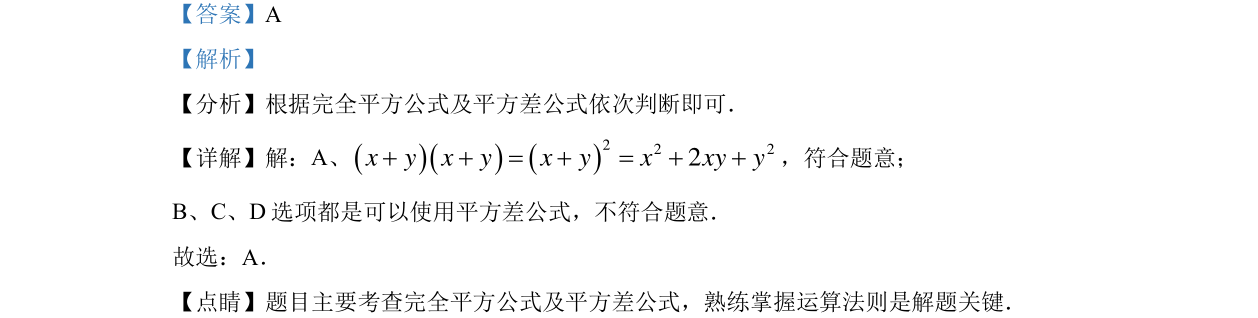 【答案】A
【解析】
【分析】根据完全平方公式及平方差公式依次判断即可．
【详解】解：A、(x+y)(x+y)=(x+y)²=x²+2xy+y²，符合题意；
B、C、D 选项都是可以使用平方差公式，不符合题意．
故选：A．
【点睛】题目主要考查完全平方公式及平方差公式，熟练掌握运算法则是解题关键．